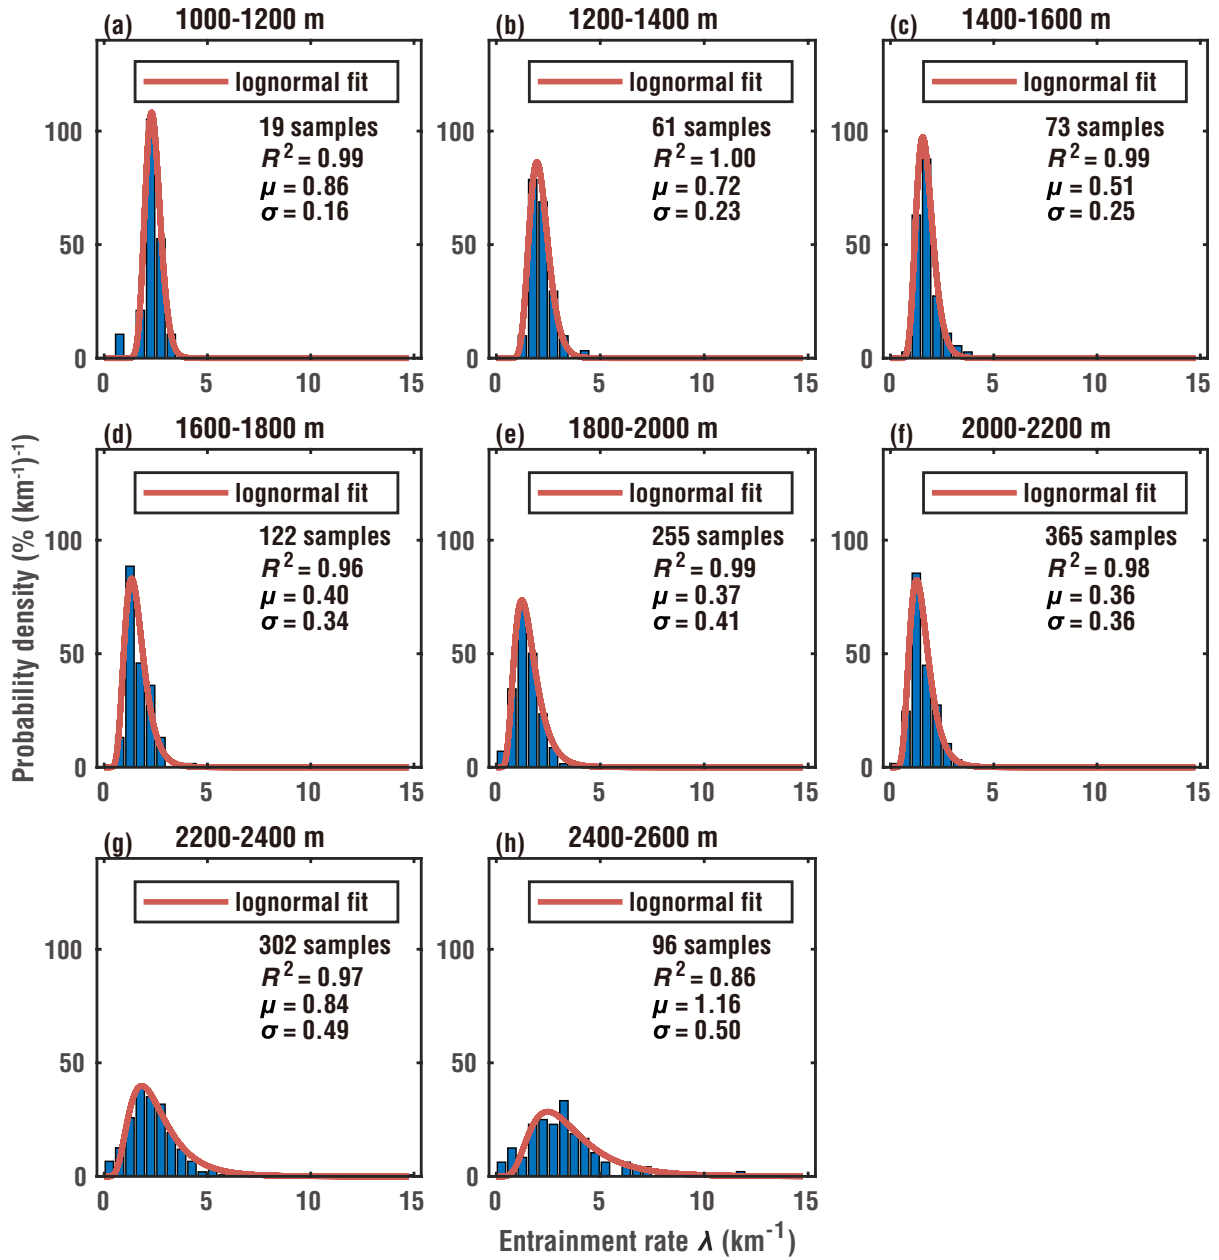 (a) 1000-1200 m
lognormal fit
19 samples
R² = 0.99
μ = 0.86
σ = 0.16
100
50
0
0 5 10 15
(b) 1200-1400 m
lognormal fit
61 samples
R² = 1.00
μ = 0.72
σ = 0.23
100
50
0
0 5 10 15
(c) 1400-1600 m
lognormal fit
73 samples
R² = 0.99
μ = 0.51
σ = 0.25
100
50
0
0 5 10 15
Probability density (% (km⁻¹)⁻¹)
(d) 1600-1800 m
lognormal fit
122 samples
R² = 0.96
μ = 0.40
σ = 0.34
100
50
0
0 5 10 15
(e) 1800-2000 m
lognormal fit
255 samples
R² = 0.99
μ = 0.37
σ = 0.41
100
50
0
0 5 10 15
(f) 2000-2200 m
lognormal fit
365 samples
R² = 0.98
μ = 0.36
σ = 0.36
100
50
0
0 5 10 15
(g) 2200-2400 m
lognormal fit
302 samples
R² = 0.97
μ = 0.84
σ = 0.49
100
50
0
0 5 10 15
(h) 2400-2600 m
lognormal fit
96 samples
R² = 0.86
μ = 1.16
σ = 0.50
100
50
0
0 5 10 15
Entrainment rate λ (km⁻¹)